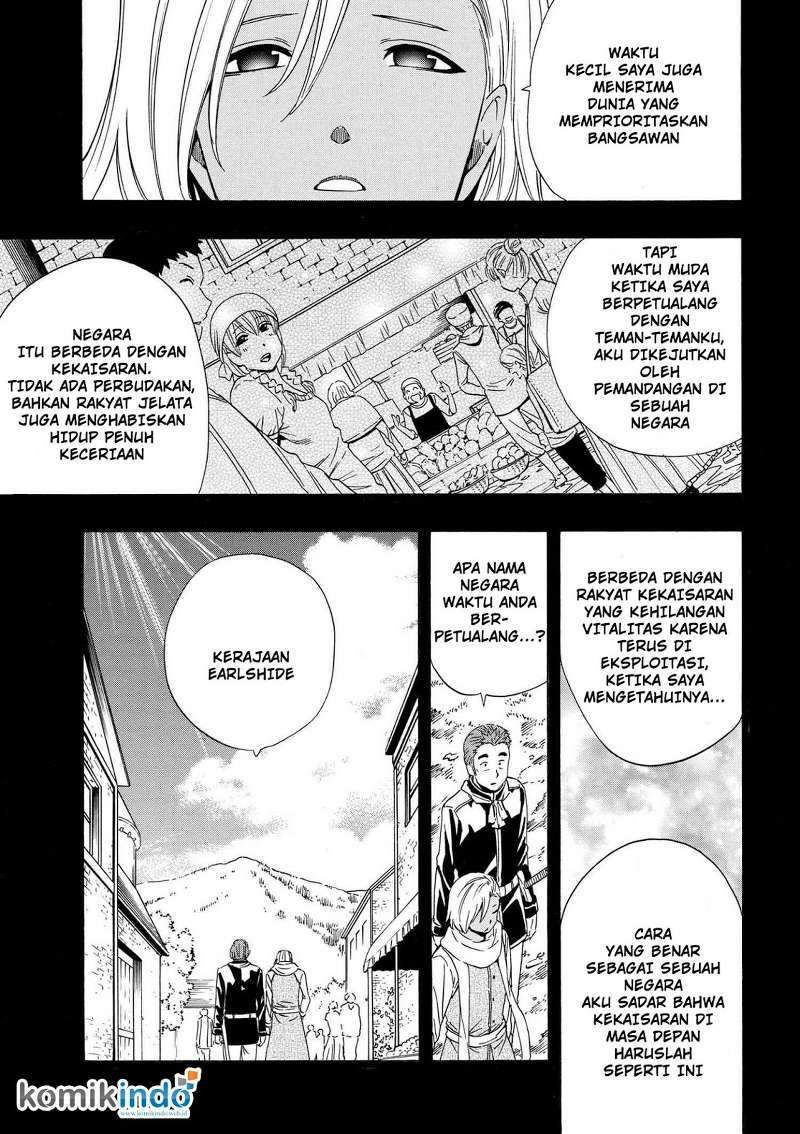 WAKTU
KECIL SAYA JUGA
MENERIMA
DUNIA YANG
MEMPRIORITASKAN
BANGSAWAN
TAPI
WAKTU MUDA
KETIKA SAYA
BERPETUALANG
DENGAN
TEMAN-TEMANKU,
AKU DIKEJUTKAN
OLEH
PEMANDANGAN DI
SEBUAH
NEGARA
NEGARA
ITU BERBEDA DENGAN
KEKAISARAN.
TIDAK ADA PERBUDAKAN,
BAHKAN RAKYAT JELATA
JUGA MENGHABISKAN
HIDUP PENUH
KECERIAAN
BERBEDA DENGAN
RAKYAT KEKAISARAN
YANG KEHILANGAN
VITALITAS KARENA
TERUS DI
EKSPLOITASI,
KETIKA SAYA
MENGETAHUINYA...
CARA
YANG BENAR
SEBAGAI SEBUAH
NEGARA
AKU SADAR BAHWA
KEKAISARAN DI
MASA DEPAN
HARUSLAH
SEPERTI INI
APA NAMA
NEGARA
WAKTU ANDA
BER-
PETUALANG...?
KERAJAAN
EARLSHIDE
komikindo
www.komikindo.web.id